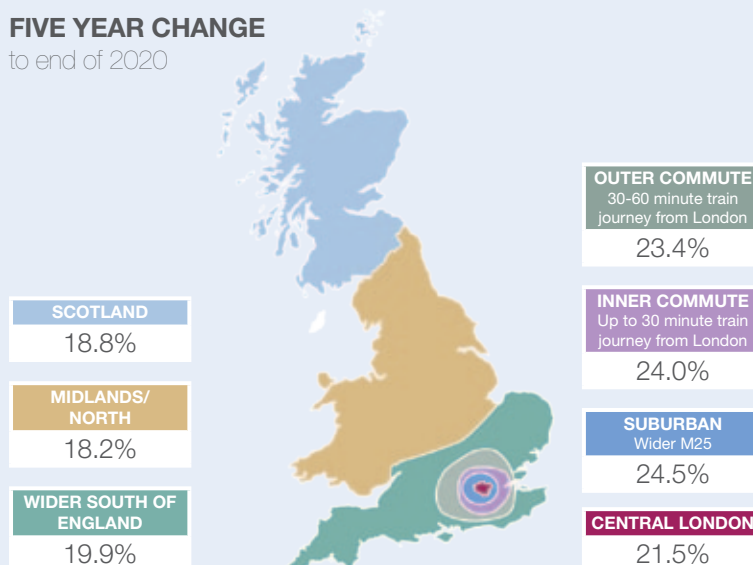 FIVE YEAR CHANGE
to end of 2020
SCOTLAND
18.8%
MIDLANDS/
NORTH
18.2%
WIDER SOUTH OF
ENGLAND
19.9%
OUTER COMMUTE
30-60 minute train
journey from London
23.4%
INNER COMMUTE
Up to 30 minute train
journey from London
24.0%
SUBURBAN
Wider M25
24.5%
CENTRAL LONDON
21.5%